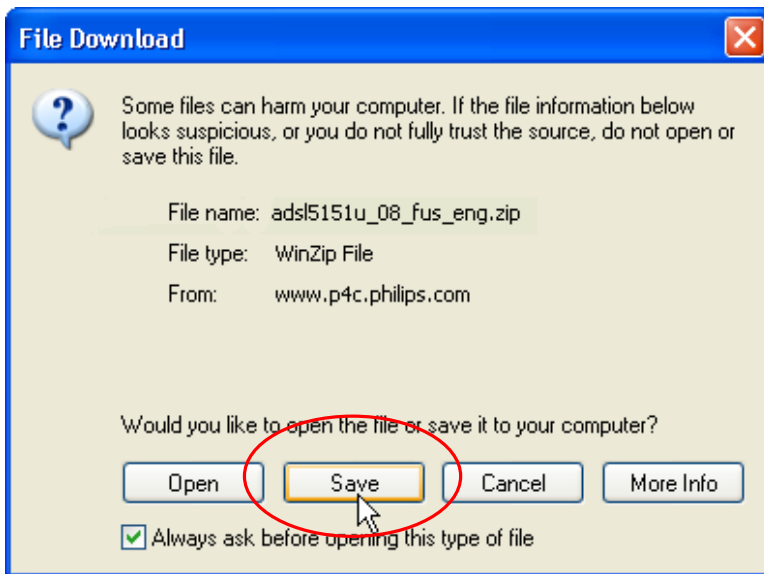 File Download
Some files can harm your computer. If the file information below
looks suspicious, or you do not fully trust the source, do not open or
save this file.
File name: adsl5151u_08_fus_eng.zip
File type: WinZip File
From: www.p4c.philips.com
Would you like to open the file or save it to your computer?
Open Save Cancel More Info
Always ask before opening this type of file